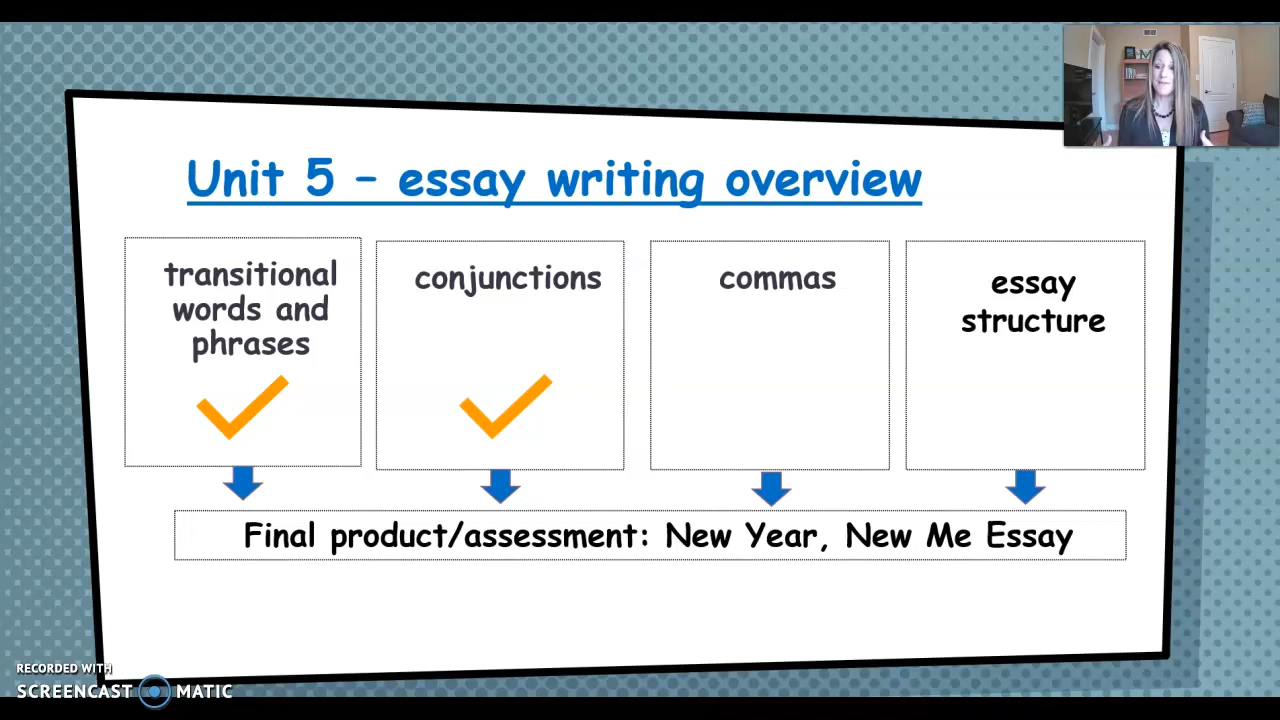 Unit 5 – essay writing overview
transitional
words and
phrases
conjunctions
commas
essay
structure
Final product/assessment: New Year, New Me Essay
RECORDED WITH
SCREENCAST MATIC